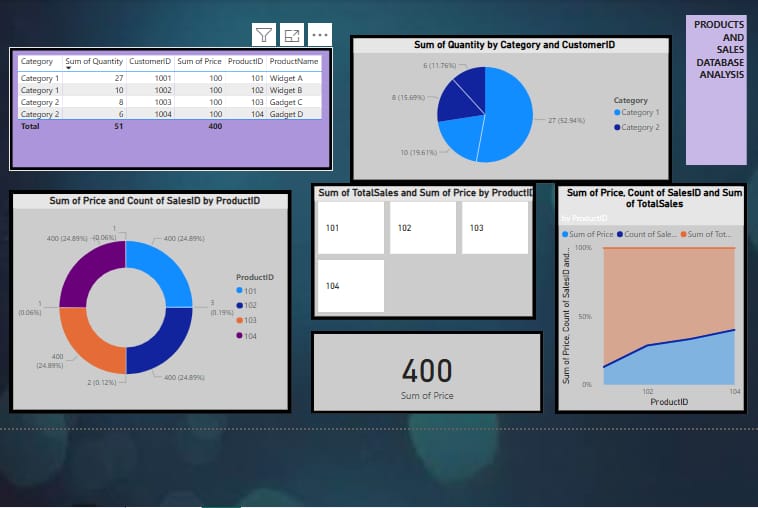 PRODUCTS
AND
SALES
DATABASE
ANALYSIS
Category Sum of Quantity CustomerID Sum of Price ProductID ProductName
Category 1 27 1001 100 101 Widget A
Category 1 10 1002 100 102 Widget B
Category 2 8 1003 100 103 Gadget C
Category 2 6 1004 100 104 Gadget D
Total 51 400
Sum of Quantity by Category and CustomerID
6 (11.76%)
8 (15.69%)
27 (52.94%)
10 (19.61%)
Category
Category 1
Category 2
Sum of Price and Count of SalesID by ProductID
1
400 (24.89%) (0.06%) 400 (24.89%)
1
(0.06%)
3
(0.19%)
400
(24.89%)
2 (0.12%)
400 (24.89%)
ProductID
101
102
103
104
Sum of TotalSales and Sum of Price by ProductID
101 102 103
104
400
Sum of Price
Sum of Price, Count of SalesID and Sum
of TotalSales
by ProductID
Sum of Price Count of Sale... Sum of Tot...
Sum of Price, Count of SalesID and...
100%
50%
0%
102 104
ProductID